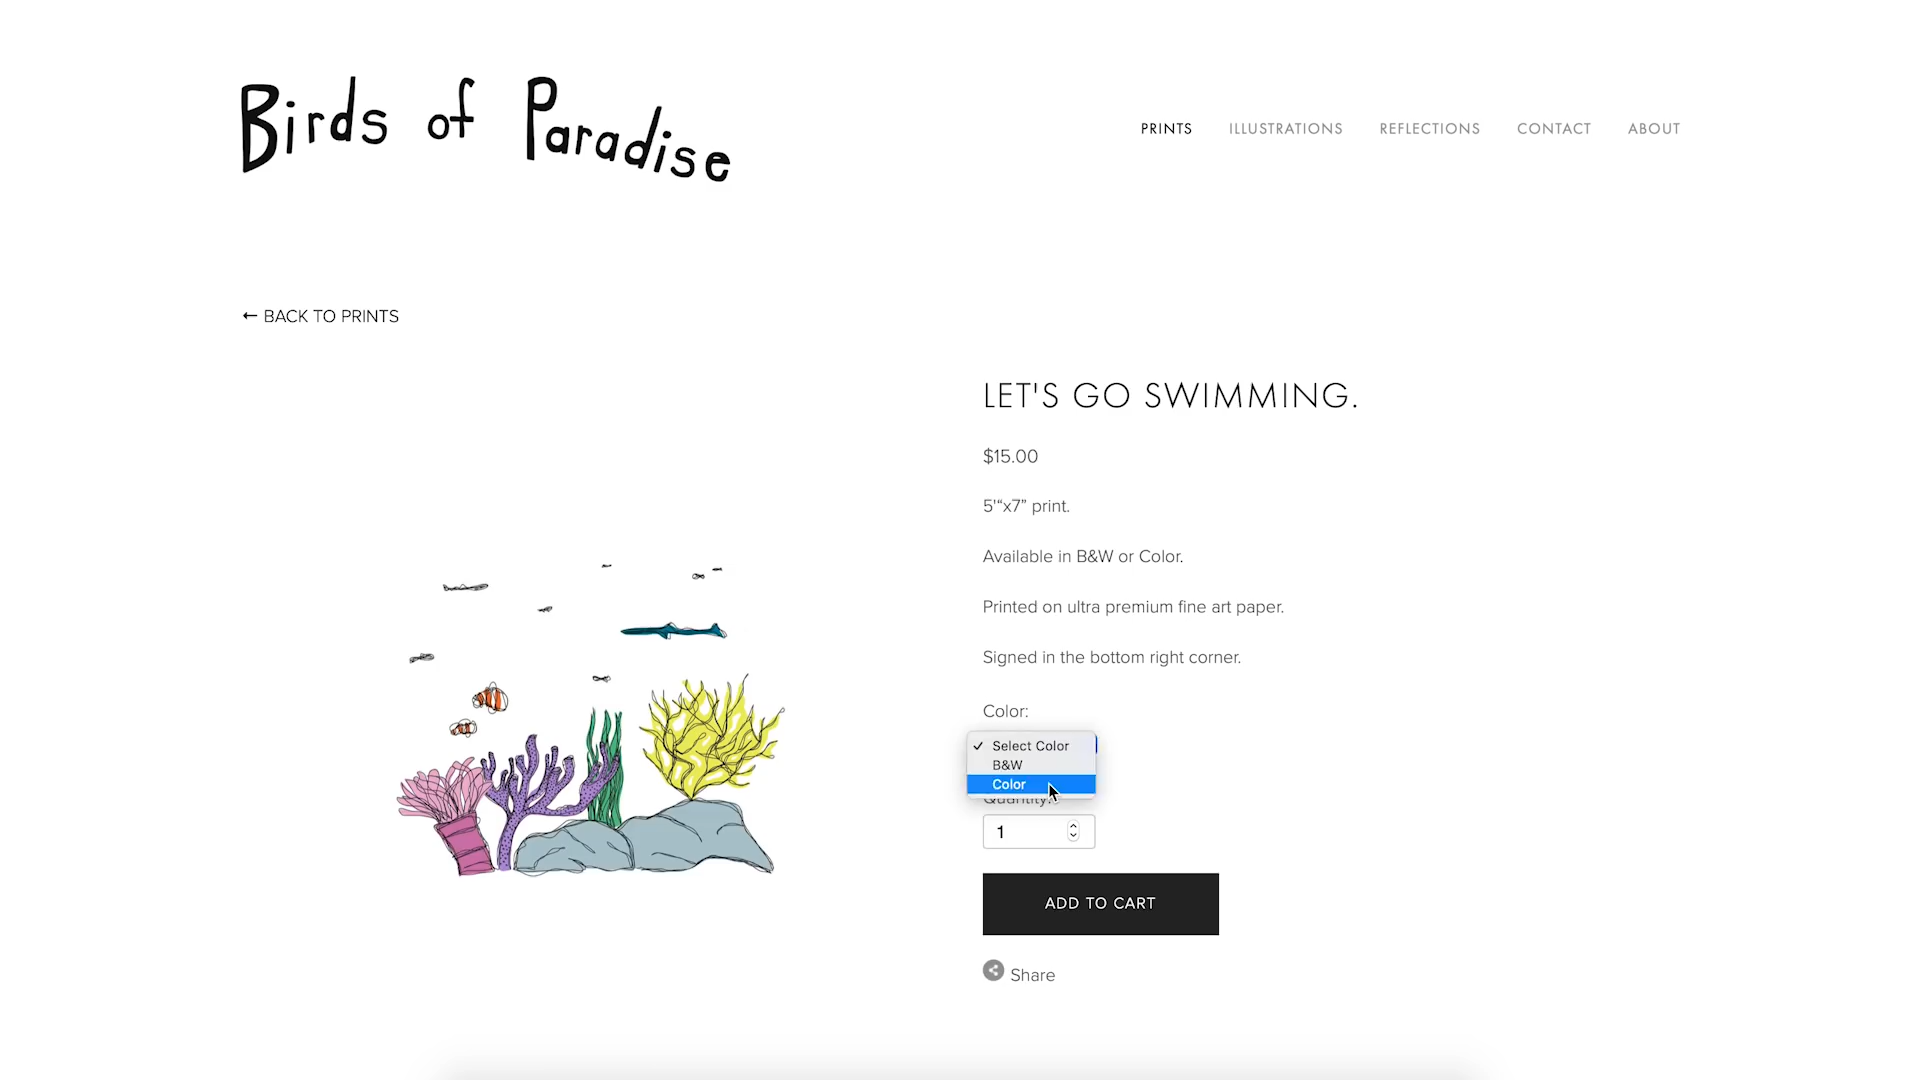 Birds of Paradise
PRINTS ILLUSTRATIONS REFLECTIONS CONTACT ABOUT
← BACK TO PRINTS
LET'S GO SWIMMING.
$15.00
5'“x7” print.
Available in B&W or Color.
Printed on ultra premium fine art paper.
Signed in the bottom right corner.
Color:
✓ Select Color
B&W
Color
Quantity:
1
ADD TO CART
Share